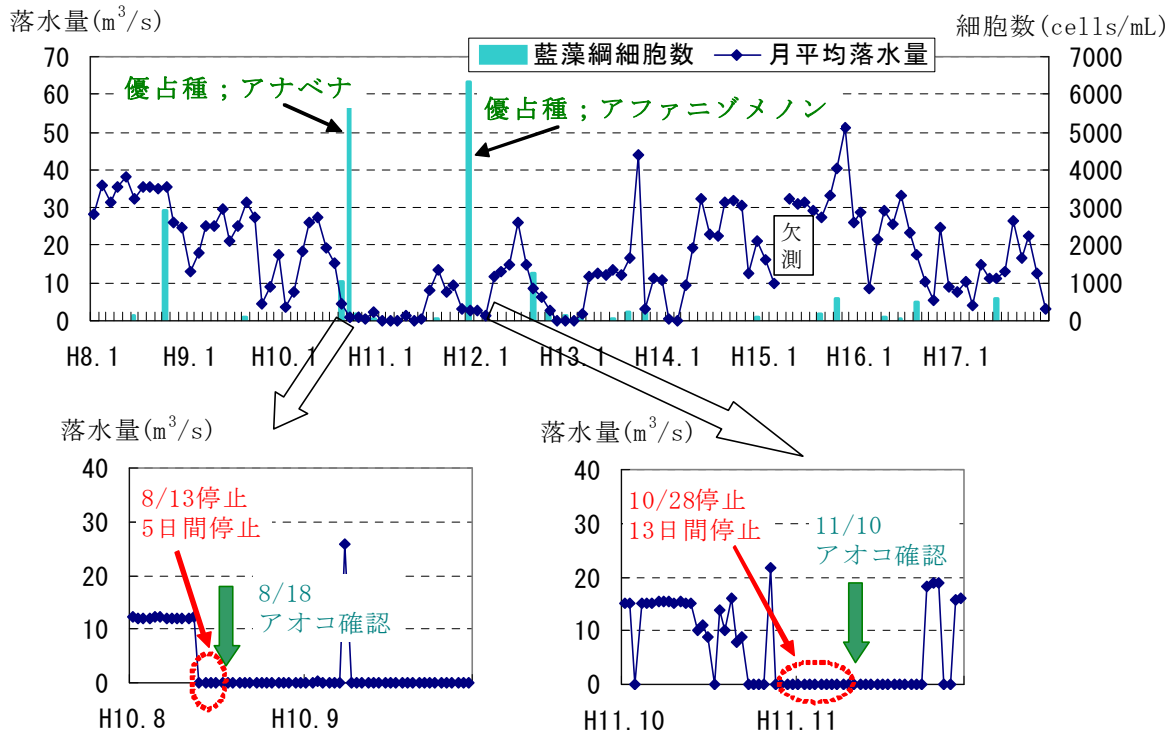 落水量(m³/s)
細胞数(cells/mL)
藍藻綱細胞数 月平均落水量
70 7000
60 6000
50 5000
40 4000
30 3000
20 2000
10 1000
0 0
優占種;アナベナ
優占種;アファニゾメノン
欠測
H8.1 H9.1 H10.1 H11.1 H12.1 H13.1 H14.1 H15.1 H16.1 H17.1
落水量(m³/s)
40
30
20
10
0
8/13停止
5日間停止
8/18
アオコ確認
H10.8 H10.9
落水量(m³/s)
40
30
20
10
0
10/28停止
13日間停止
11/10
アオコ確認
H11.10 H11.11